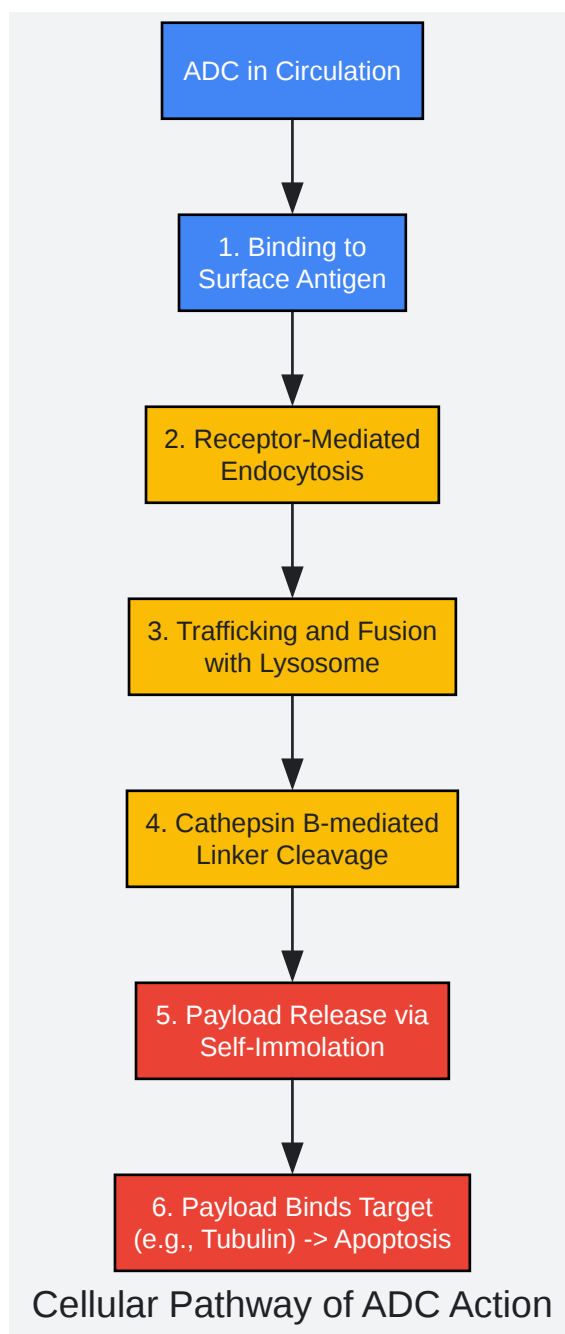 ADC in Circulation
1. Binding to
Surface Antigen
2. Receptor-Mediated
Endocytosis
3. Trafficking and Fusion
with Lysosome
4. Cathepsin B-mediated
Linker Cleavage
5. Payload Release via
Self-Immolation
6. Payload Binds Target
(e.g., Tubulin) -> Apoptosis
Cellular Pathway of ADC Action